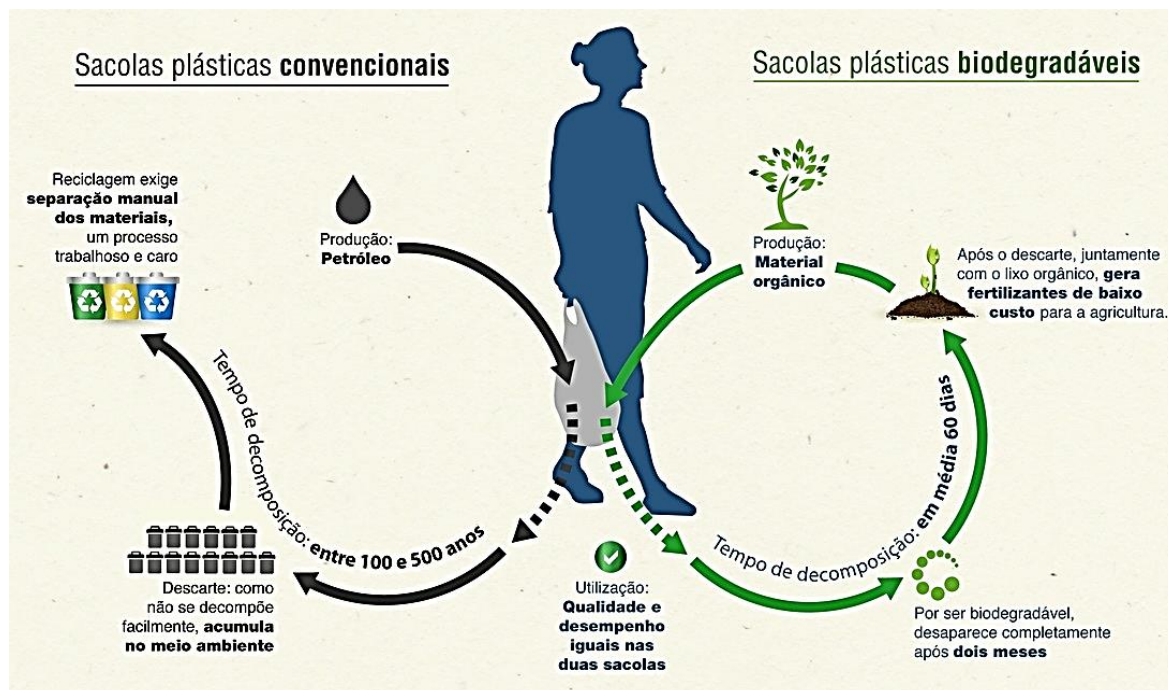 Sacolas plásticas convencionais
Reciclagem exige
separação manual
dos materiais,
um processo
trabalhoso e caro
Produção:
Petróleo
Tempo de decomposição: entre 100 e 500 anos
Descarte: como
não se decompõe
facilmente, acumula
no meio ambiente
Utilização:
Qualidade e
desempenho
iguais nas
duas sacolas
Sacolas plásticas biodegradáveis
Produção:
Material
orgânico
Após o descarte, juntamente
com o lixo orgânico, gera
fertilizantes de baixo
custo para a agricultura.
Tempo de decomposição: em média 60 dias
Por ser biodegradável,
desaparece completamente
após dois meses